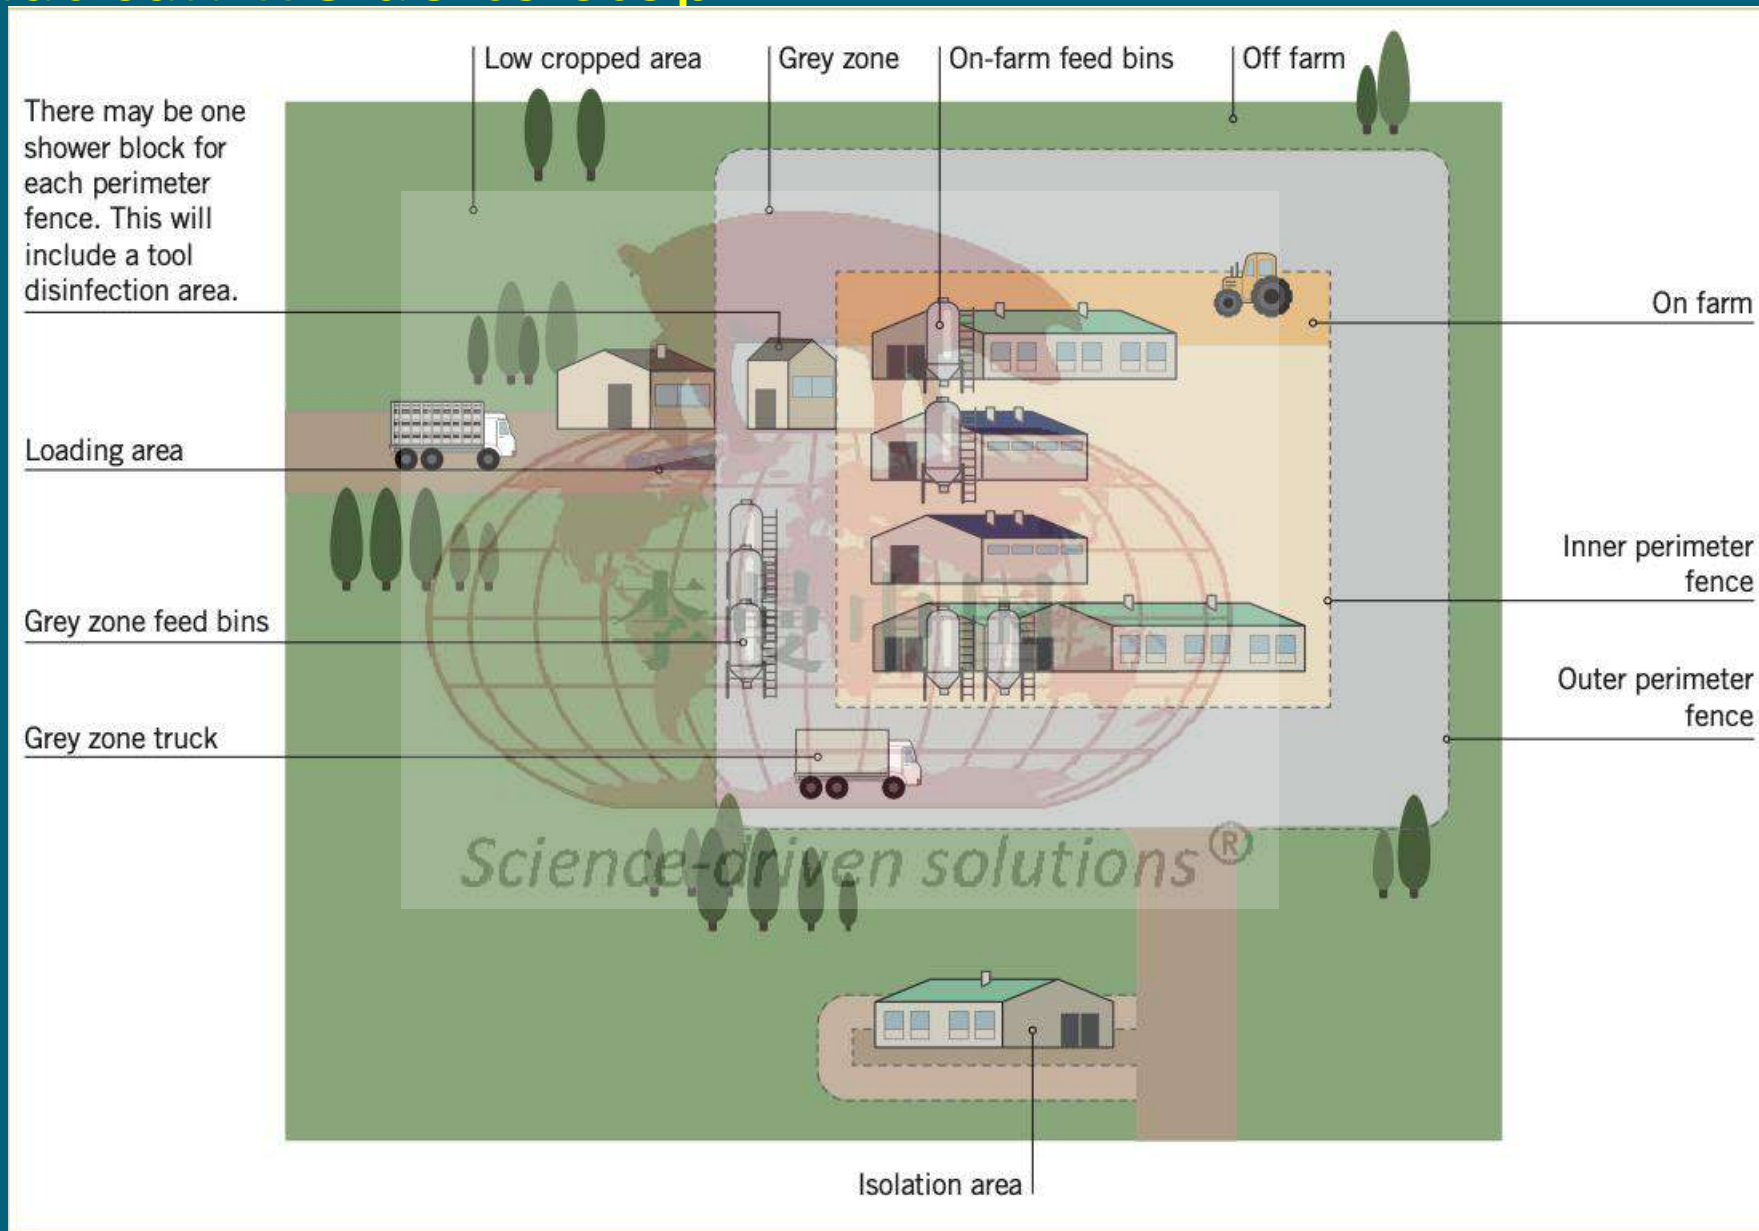 Low cropped area
Grey zone
On-farm feed bins
Off farm
There may be one
shower block for
each perimeter
fence. This will
include a tool
disinfection area.
On farm
Loading area
Inner perimeter
fence
Grey zone feed bins
Outer perimeter
fence
Grey zone truck
Science-driven solutions®
Isolation area